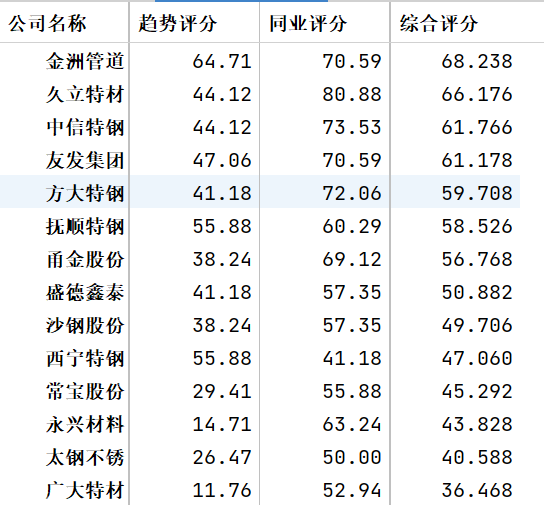 公司名称 趋势评分 同业评分 综合评分
金洲管道 64.71 70.59 68.238
久立特材 44.12 80.88 66.176
中信特钢 44.12 73.53 61.766
友发集团 47.06 70.59 61.178
方大特钢 41.18 72.06 59.708
抚顺特钢 55.88 60.29 58.526
甬金股份 38.24 69.12 56.768
盛德鑫泰 41.18 57.35 50.882
沙钢股份 38.24 57.35 49.706
西宁特钢 55.88 41.18 47.060
常宝股份 29.41 55.88 45.292
永兴材料 14.71 63.24 43.828
太钢不锈 26.47 50.00 40.588
广大特材 11.76 52.94 36.468